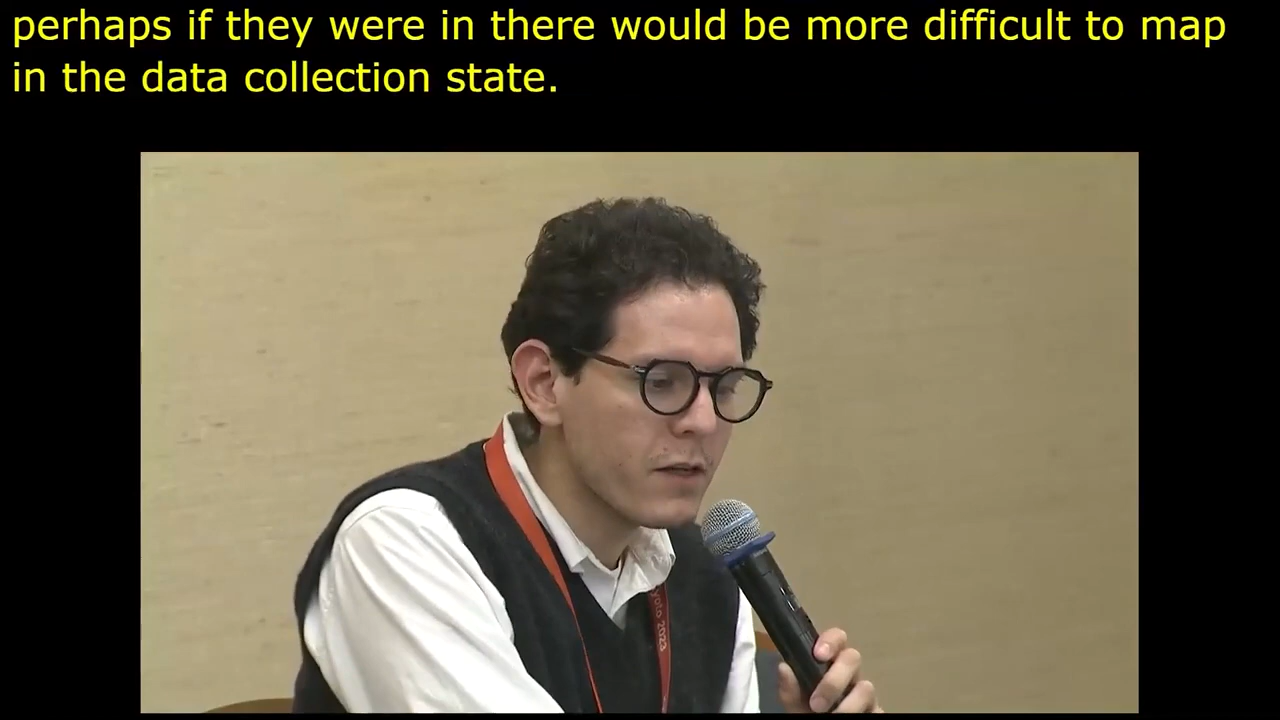 perhaps if they were in there would be more difficult to map
in the data collection state.